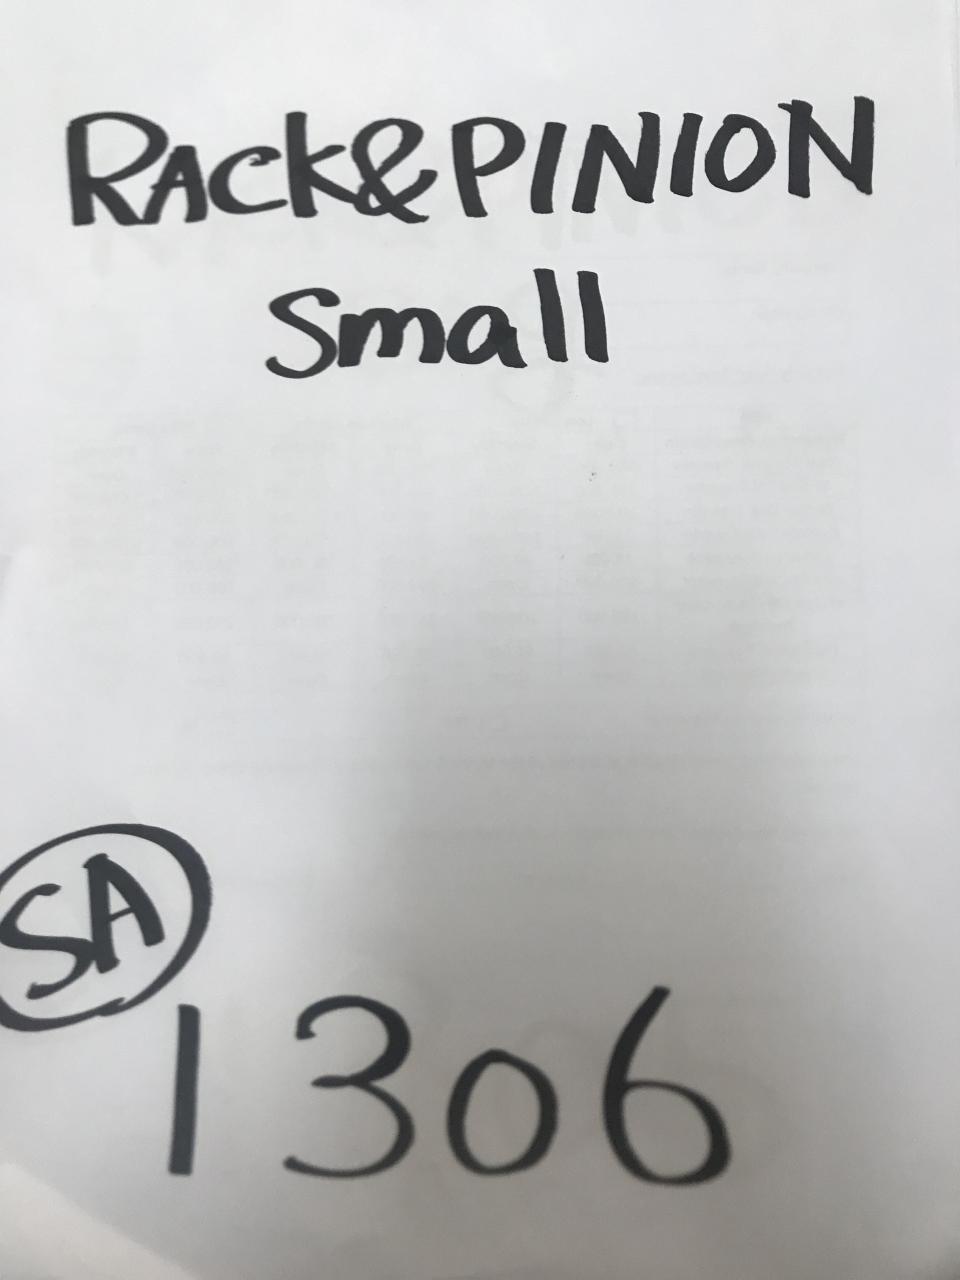 RACK&PINION
Small
SA
1306